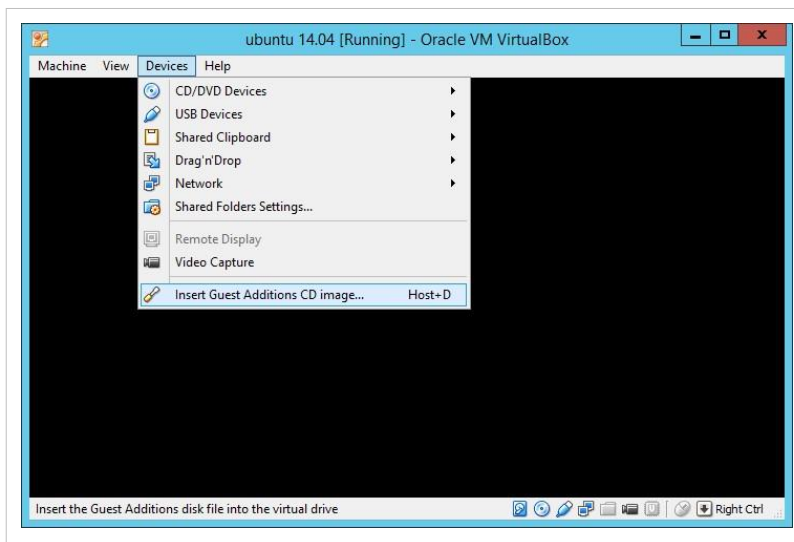 ubuntu 14.04 [Running] - Oracle VM VirtualBox
Machine View Devices Help
CD/DVD Devices
USB Devices
Shared Clipboard
Drag'n'Drop
Network
Shared Folders Settings...
Remote Display
Video Capture
Insert Guest Additions CD image... Host+D
Insert the Guest Additions disk file into the virtual drive Right Ctrl